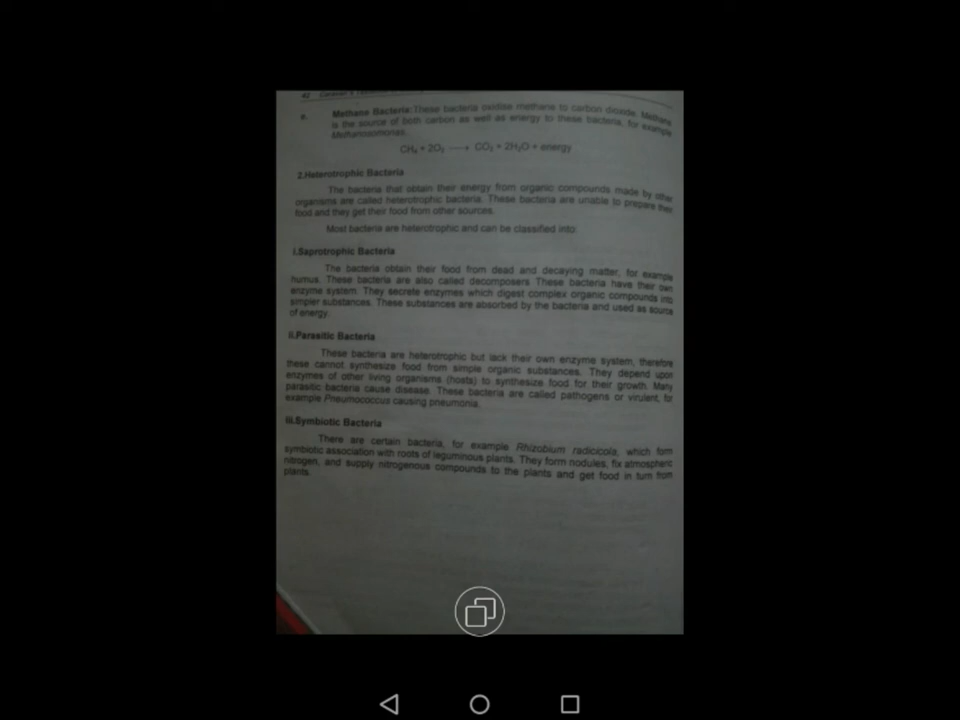 42
e. Methane Bacteria: These bacteria oxidise methane to carbon dioxide. Methane
is the source of both carbon as well as energy to these bacteria, for example
CH₄ + 2O₂ ⟶ CO₂ + 2H₂O + energy
2.Heterotrophic Bacteria
The bacteria that obtain their energy from organic compounds made by other
organisms are called heterotrophic bacteria. These bacteria are unable to prepare their
food and they get their food from other sources.
Most bacteria are heterotrophic and can be classified into:
i.Saprotrophic Bacteria
The bacteria obtain their food from dead and decaying matter, for example
humus. These bacteria are also called decomposers. These bacteria have their own
enzyme system. They secrete enzymes which digest complex organic compounds into
simpler substances. These substances are absorbed by the bacteria and used as source
of energy.
ii.Parasitic Bacteria
These bacteria are heterotrophic but lack their own enzyme system, therefore
these cannot synthesize food from simple organic substances. They depend upon
enzymes of other living organisms (hosts) to synthesize food for their growth. Many
parasitic bacteria cause disease. These bacteria are called pathogens or virulent, for
example Pneumococcus causing pneumonia.
iii.Symbiotic Bacteria
There are certain bacteria, for example Rhizobium radicicola, which form
symbiotic association with roots of leguminous plants. They form nodules, fix atmospheric
nitrogen, and supply nitrogenous compounds to the plants and get food in turn from
plants.